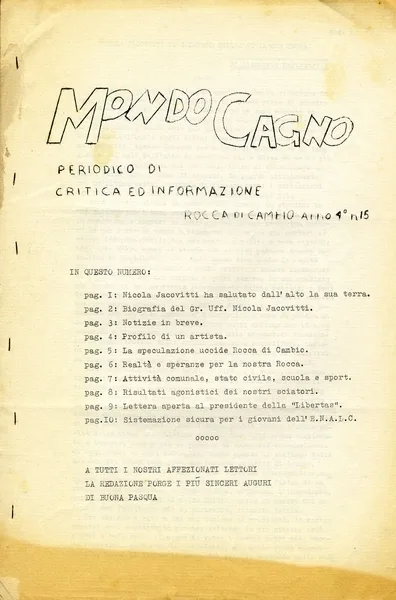 MONDO CAGNO
PERIODICO DI
CRITICA ED INFORMAZIONE
ROCCA DI CAMBIO Anno 4° n 15
IN QUESTO NUMERO:
pag. I: Nicola Jacovitti ha salutato dall'alto la sua terra.
pag. 2: Biografia del Gr. Uff. Nicola Jacovitti.
pag. 3: Notizie in breve.
pag. 4: Profilo di un artista.
pag. 5: La speculazione uccide Rocca di Cambio.
pag. 6: Realtà e speranze per la nostra Rocca.
pag. 7: Attività comunale, stato civile, scuola e sport.
pag. 8: Risultati agonistici dei nostri sciatori.
pag. 9: Lettera aperta al presidente della "Libertas".
pag.IO: Sistemazione sicura per i giovani dell'E.N.A.L.C.
ooooo
A TUTTI I NOSTRI AFFEZIONATI LETTORI
LA REDAZIONE PORGE I PIÙ SINCERI AUGURI
DI BUONA PASQUA